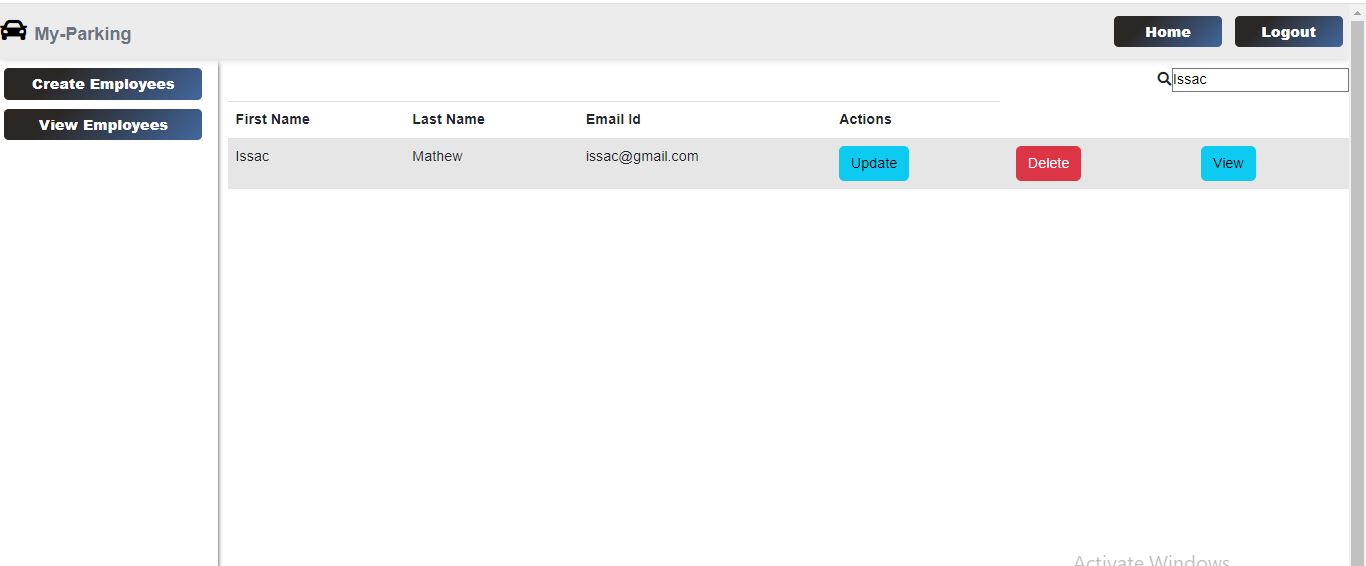 My-Parking
Home
Logout
Create Employees
View Employees
Issac
First Name Last Name Email Id Actions
Issac Mathew issac@gmail.com Update Delete View
Activate Windows